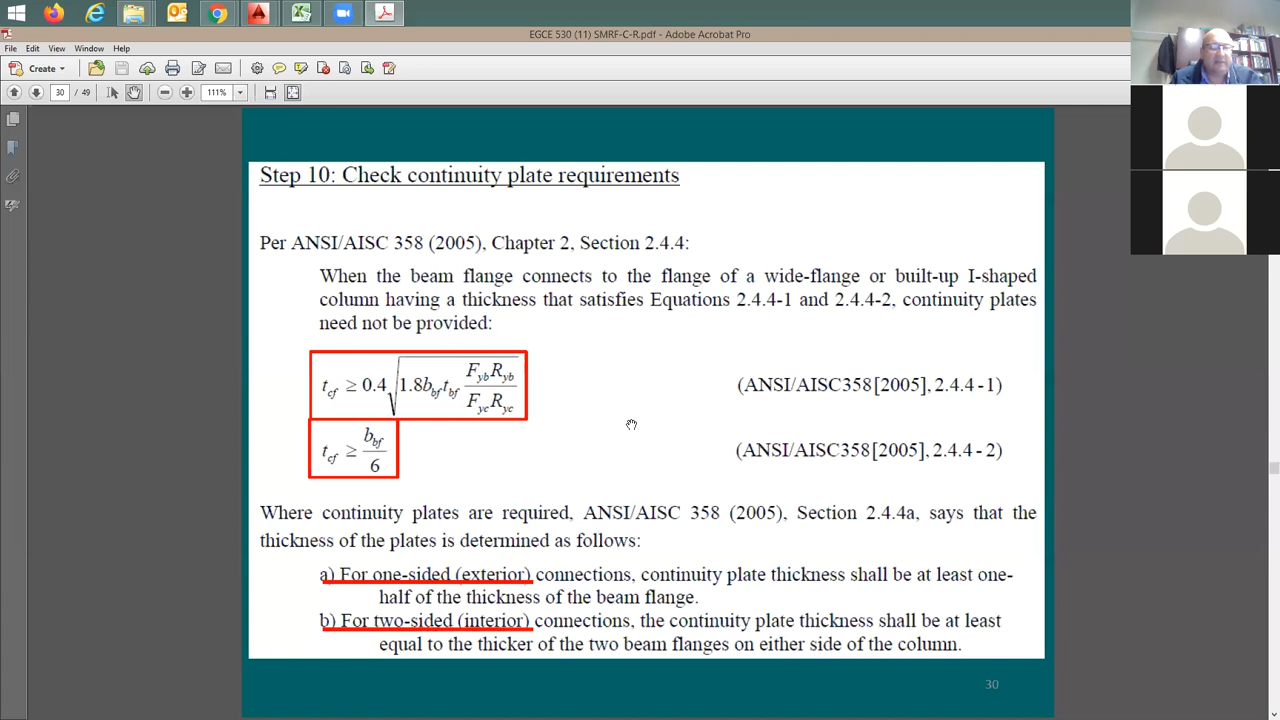 EGCE 530 (11) SMRF-C-R.pdf - Adobe Acrobat Pro
File Edit View Window Help
Create
30 / 49 111%
Step 10: Check continuity plate requirements
Per ANSI/AISC 358 (2005), Chapter 2, Section 2.4.4:
When the beam flange connects to the flange of a wide-flange or built-up I-shaped
column having a thickness that satisfies Equations 2.4.4-1 and 2.4.4-2, continuity plates
need not be provided:
t_cf ≥ 0.4 √(1.8 b_bf t_bf (F_yb R_yb)/(F_yc R_yc)) (ANSI/AISC358[2005], 2.4.4 -1)
t_cf ≥ b_bf/6 (ANSI/AISC358[2005], 2.4.4 - 2)
Where continuity plates are required, ANSI/AISC 358 (2005), Section 2.4.4a, says that the
thickness of the plates is determined as follows:
a) For one-sided (exterior) connections, continuity plate thickness shall be at least one-
half of the thickness of the beam flange.
b) For two-sided (interior) connections, the continuity plate thickness shall be at least
equal to the thicker of the two beam flanges on either side of the column.
30